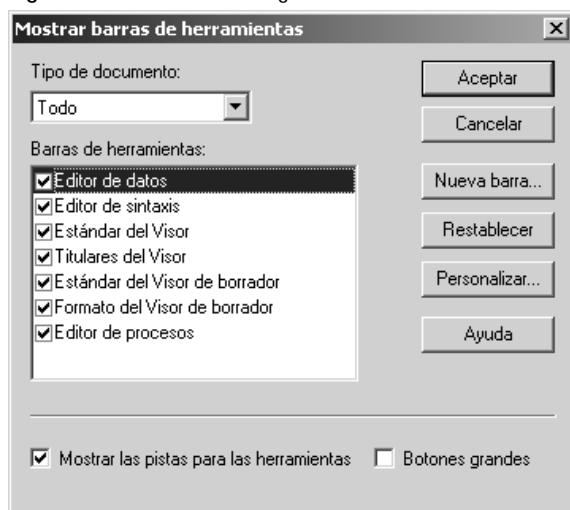 Mostrar barras de herramientas
Tipo de documento:
Todo
Barras de herramientas:
Editor de datos
Editor de sintaxis
Estándar del Visor
Titulares del Visor
Estándar del Visor de borrador
Formato del Visor de borrador
Editor de procesos
Aceptar
Cancelar
Nueva barra...
Restablecer
Personalizar...
Ayuda
Mostrar las pistas para las herramientas
Botones grandes